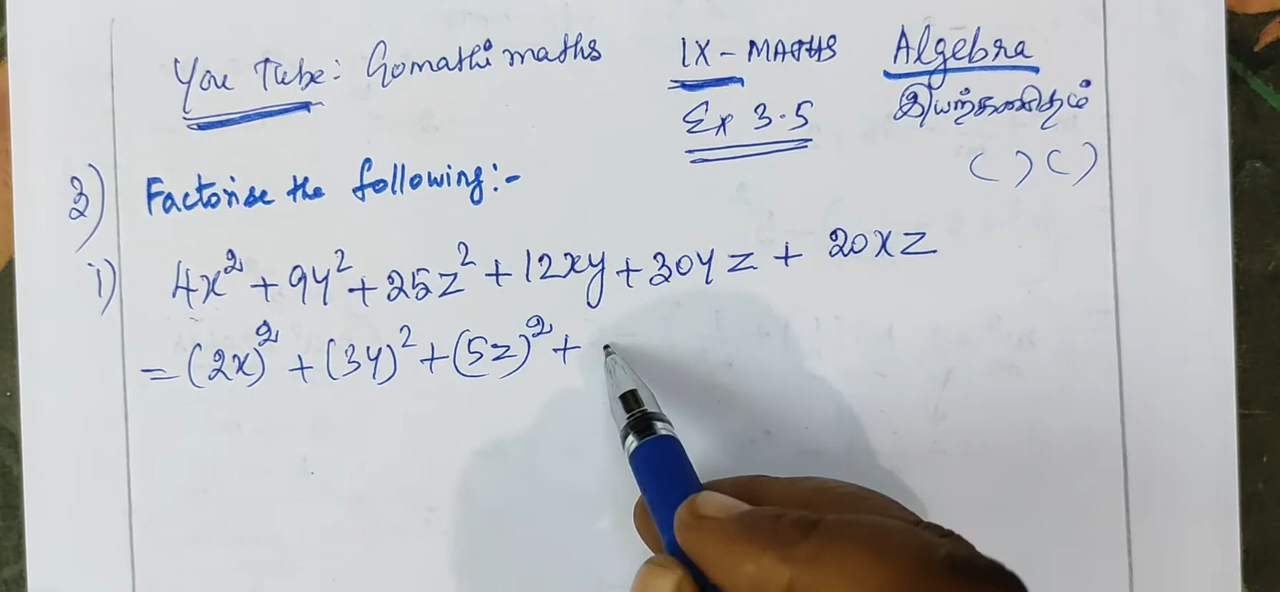 You Tube: Gomathi maths IX - MATHS Algebra
Ex 3.5 இயற்கணிதம்
2) Factorise the following:- ( ) ( )
i) 4x² + 9y² + 25z² + 12xy + 30yz + 20xz
= (2x)² + (3y)² + (5z)² +